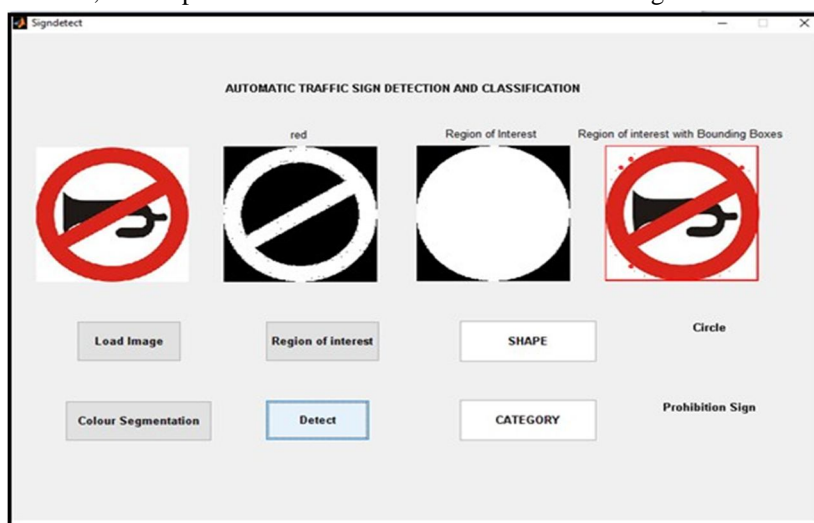 Signdetect
AUTOMATIC TRAFFIC SIGN DETECTION AND CLASSIFICATION
red
Region of Interest
Region of interest with Bounding Boxes
Load Image
Region of interest
SHAPE
Circle
Colour Segmentation
Detect
CATEGORY
Prohibition Sign